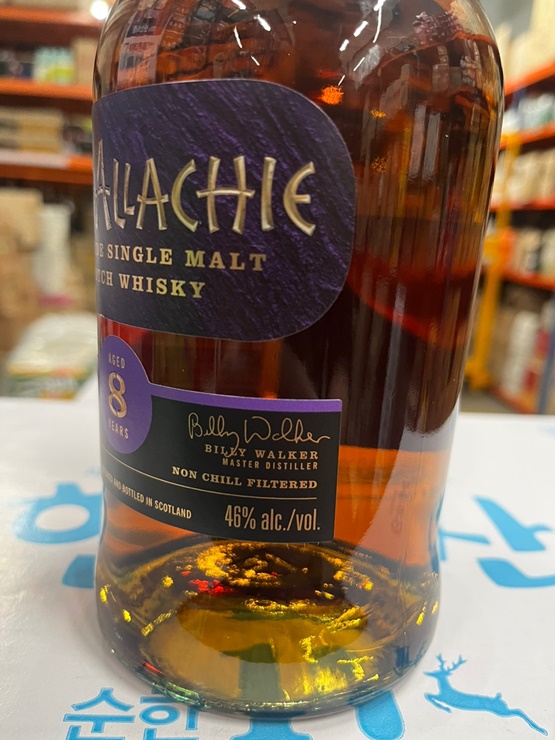 ALLACHIE
SINGLE MALT
WHISKY
AGED
8
YEARS
Billy Walker
BILLY WALKER
MASTER DISTILLER
NON CHILL FILTERED
AND BOTTLED IN SCOTLAND
46% alc./vol.
순한